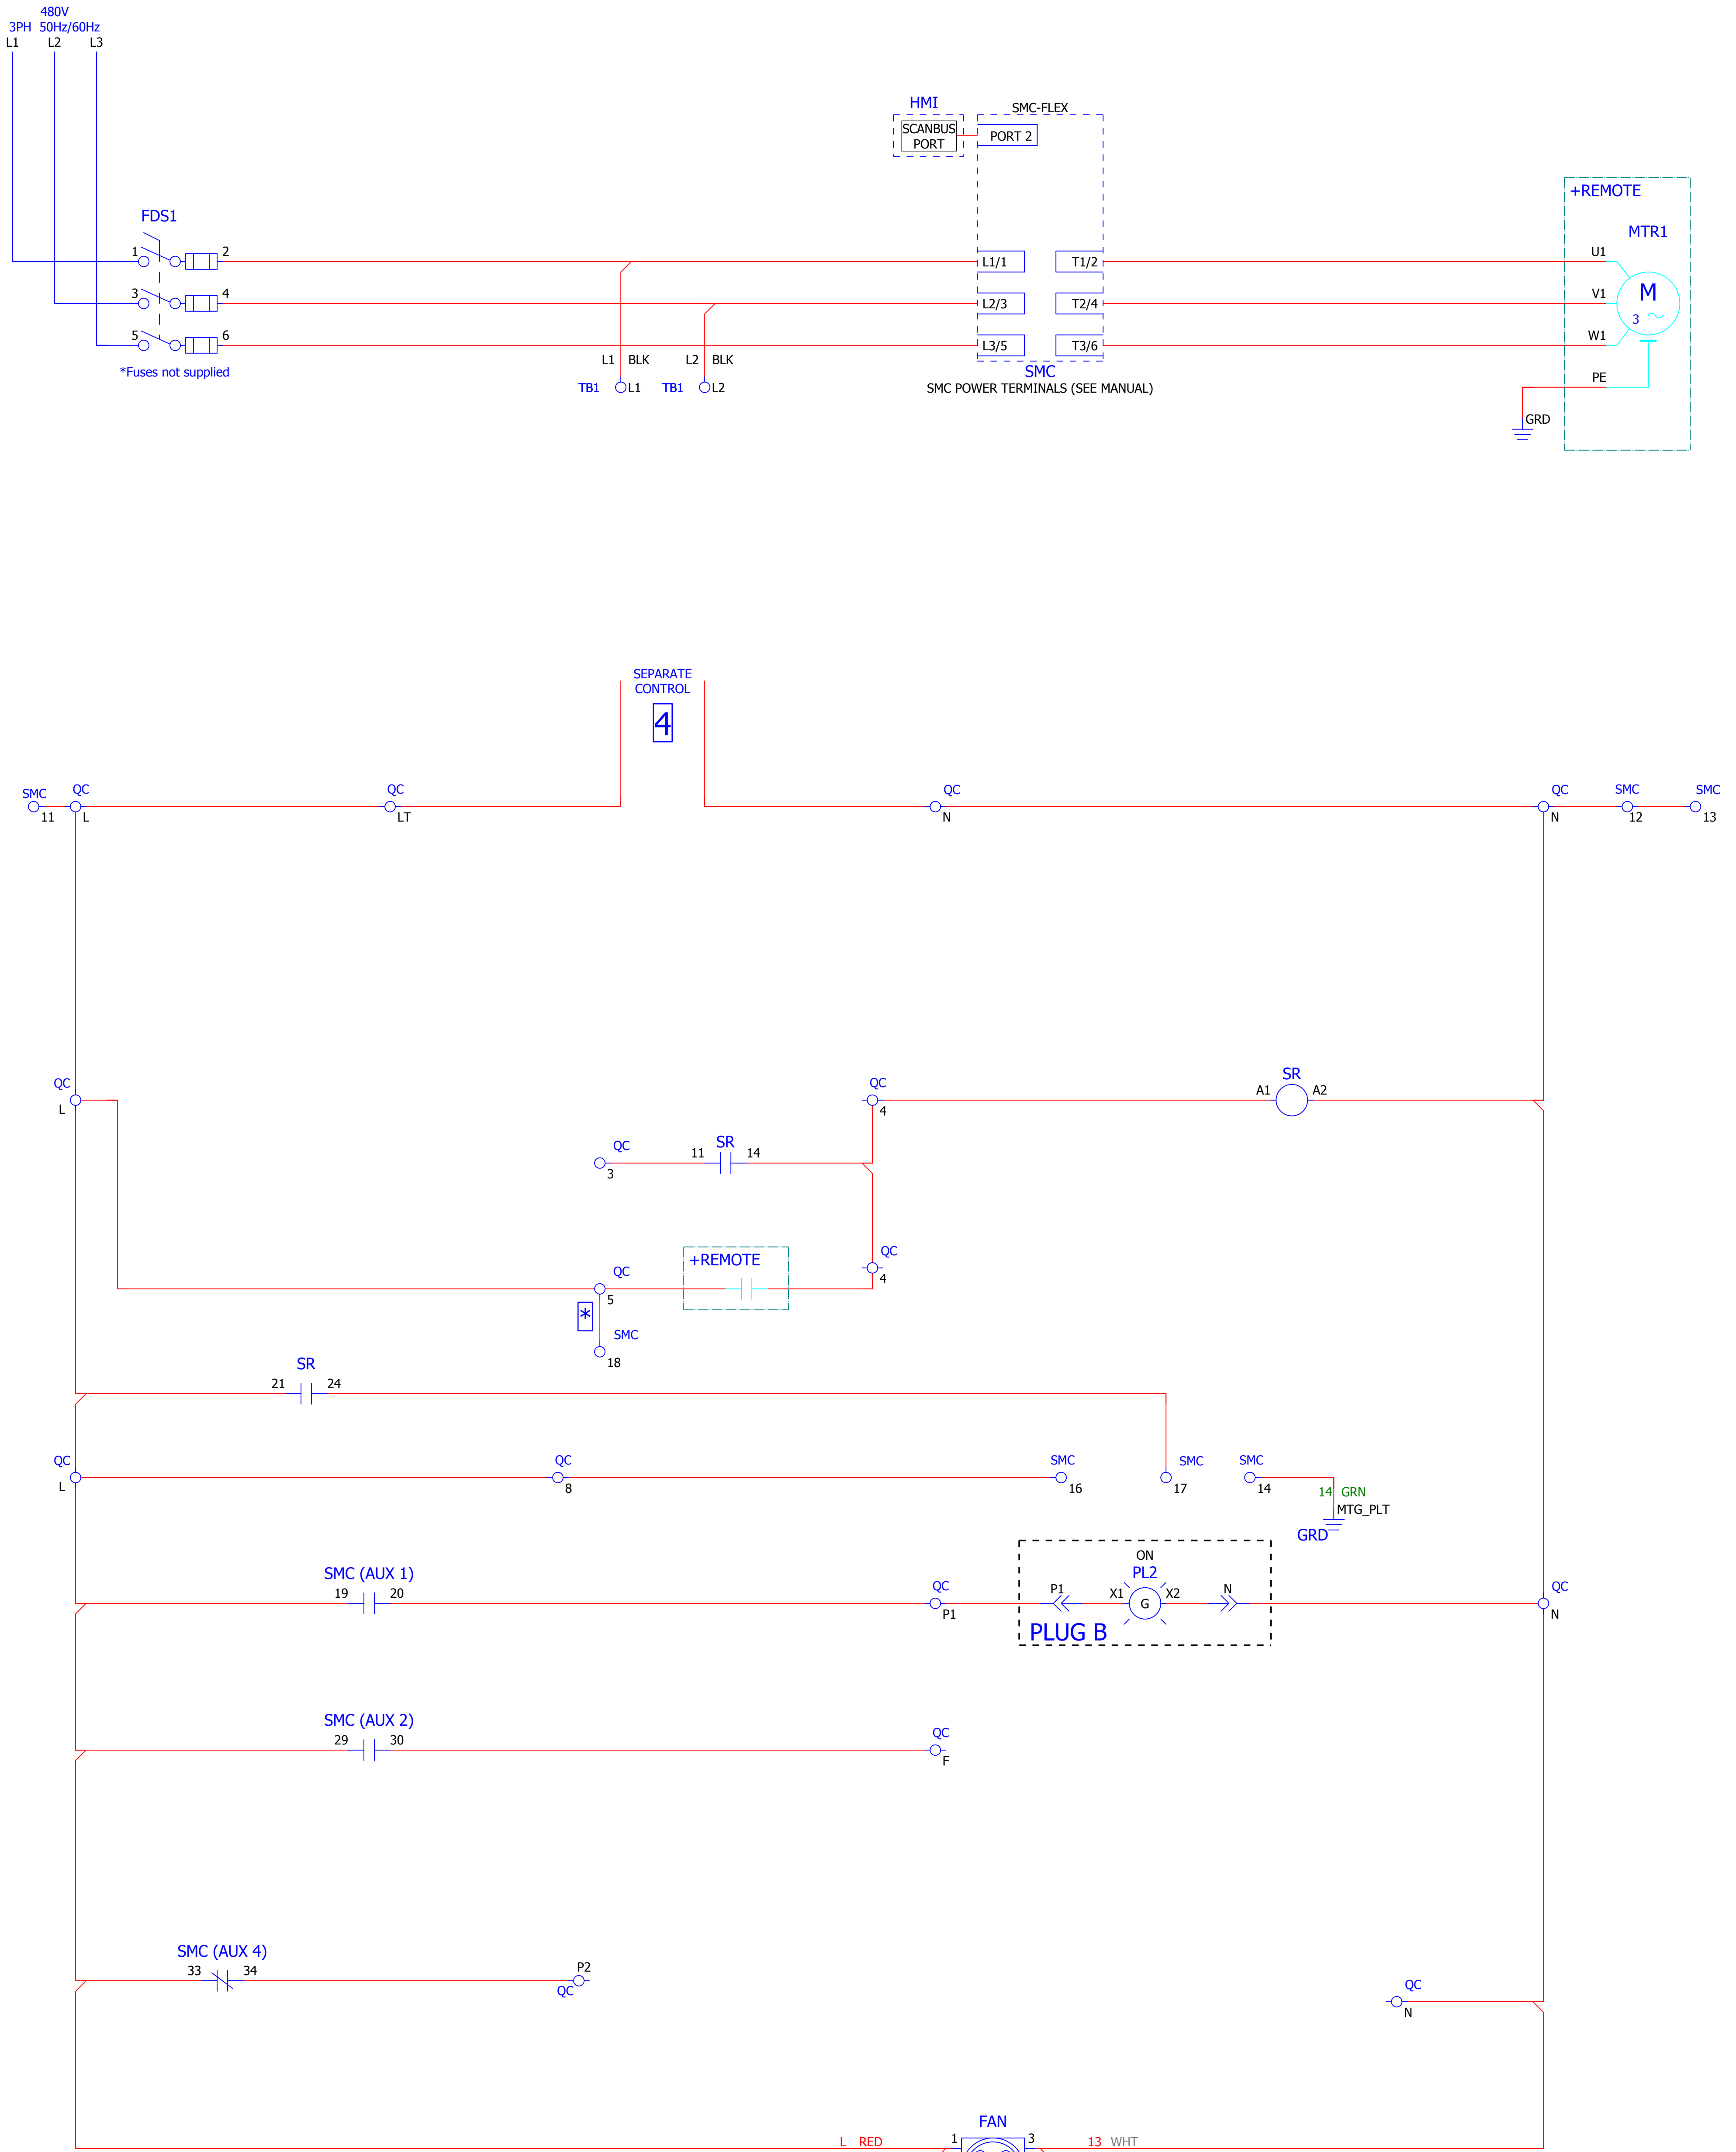 480V
3PH 50Hz/60Hz
L1 L2 L3
HMI
SMC-FLEX
SCANBUS
PORT
PORT 2
+REMOTE
FDS1
MTR1
1 2
L1/1 T1/2
U1
3 4
L2/3 T2/4
V1
M
3
5 6
L3/5 T3/6
W1
*Fuses not supplied
L1 BLK L2 BLK
SMC
PE
TB1 L1 TB1 L2
SMC POWER TERMINALS (SEE MANUAL)
GRD
SEPARATE
CONTROL
4
SMC QC QC QC QC SMC SMC
11 L LT N N 12 13
QC QC SR
A1 A2
L 4
QC SR
11 14
3
QC +REMOTE QC
5 4
*
SMC
18
SR
21 24
QC QC SMC SMC SMC
L 8 16 17 14
14 GRN
MTG_PLT
GRD
ON
SMC (AUX 1) PL2
19 20 QC P1 X1 X2 N QC
P1 G N
PLUG B
SMC (AUX 2)
29 30 QC
F
SMC (AUX 4)
33 34 P2
QC QC
N
FAN
L RED 1 3 13 WHT